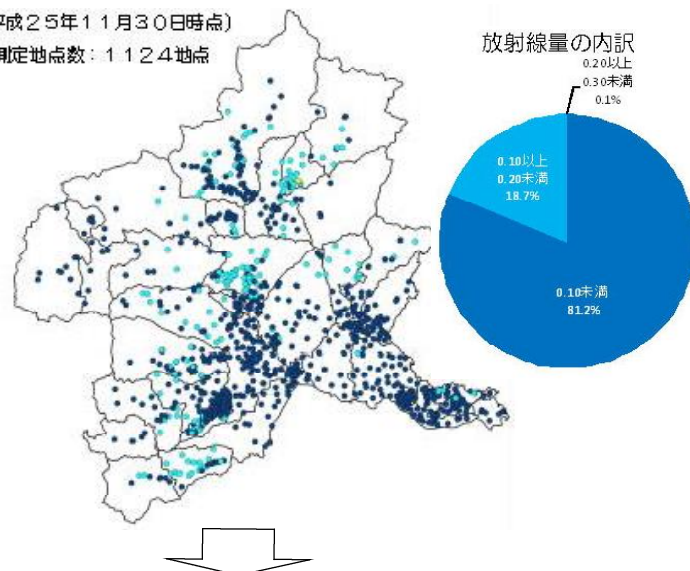 成25年11月30日時点)
測定地点数：1124地点
放射線量の内訳
0.20以上
0.30未満
0.1%
0.10以上
0.20未満
18.7%
0.10未満
81.2%